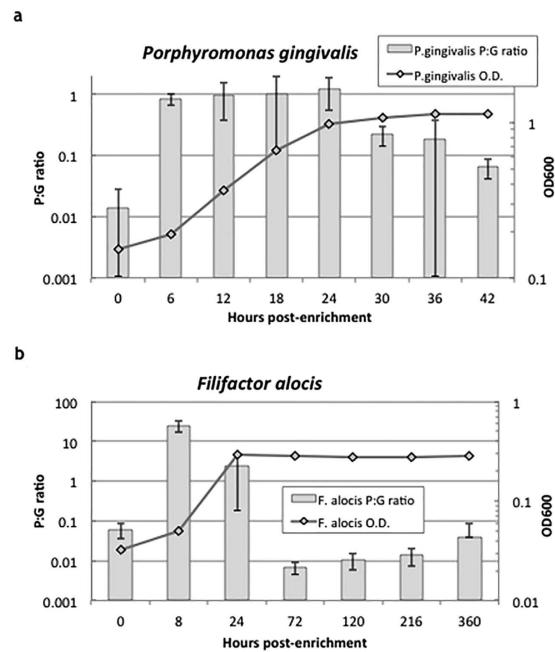 a
Porphyromonas gingivalis
P.gingivalis P:G ratio
P.gingivalis O.D.
P:G ratio
1
0.1
0.01
0.001
OD600
1
0.1
0 6 12 18 24 30 36 42
Hours post-enrichment
b
Filifactor alocis
P:G ratio
100
10
1
0.1
0.01
0.001
F. alocis P:G ratio
F. alocis O.D.
OD600
1
0.1
0.01
0 8 24 72 120 216 360
Hours post-enrichment